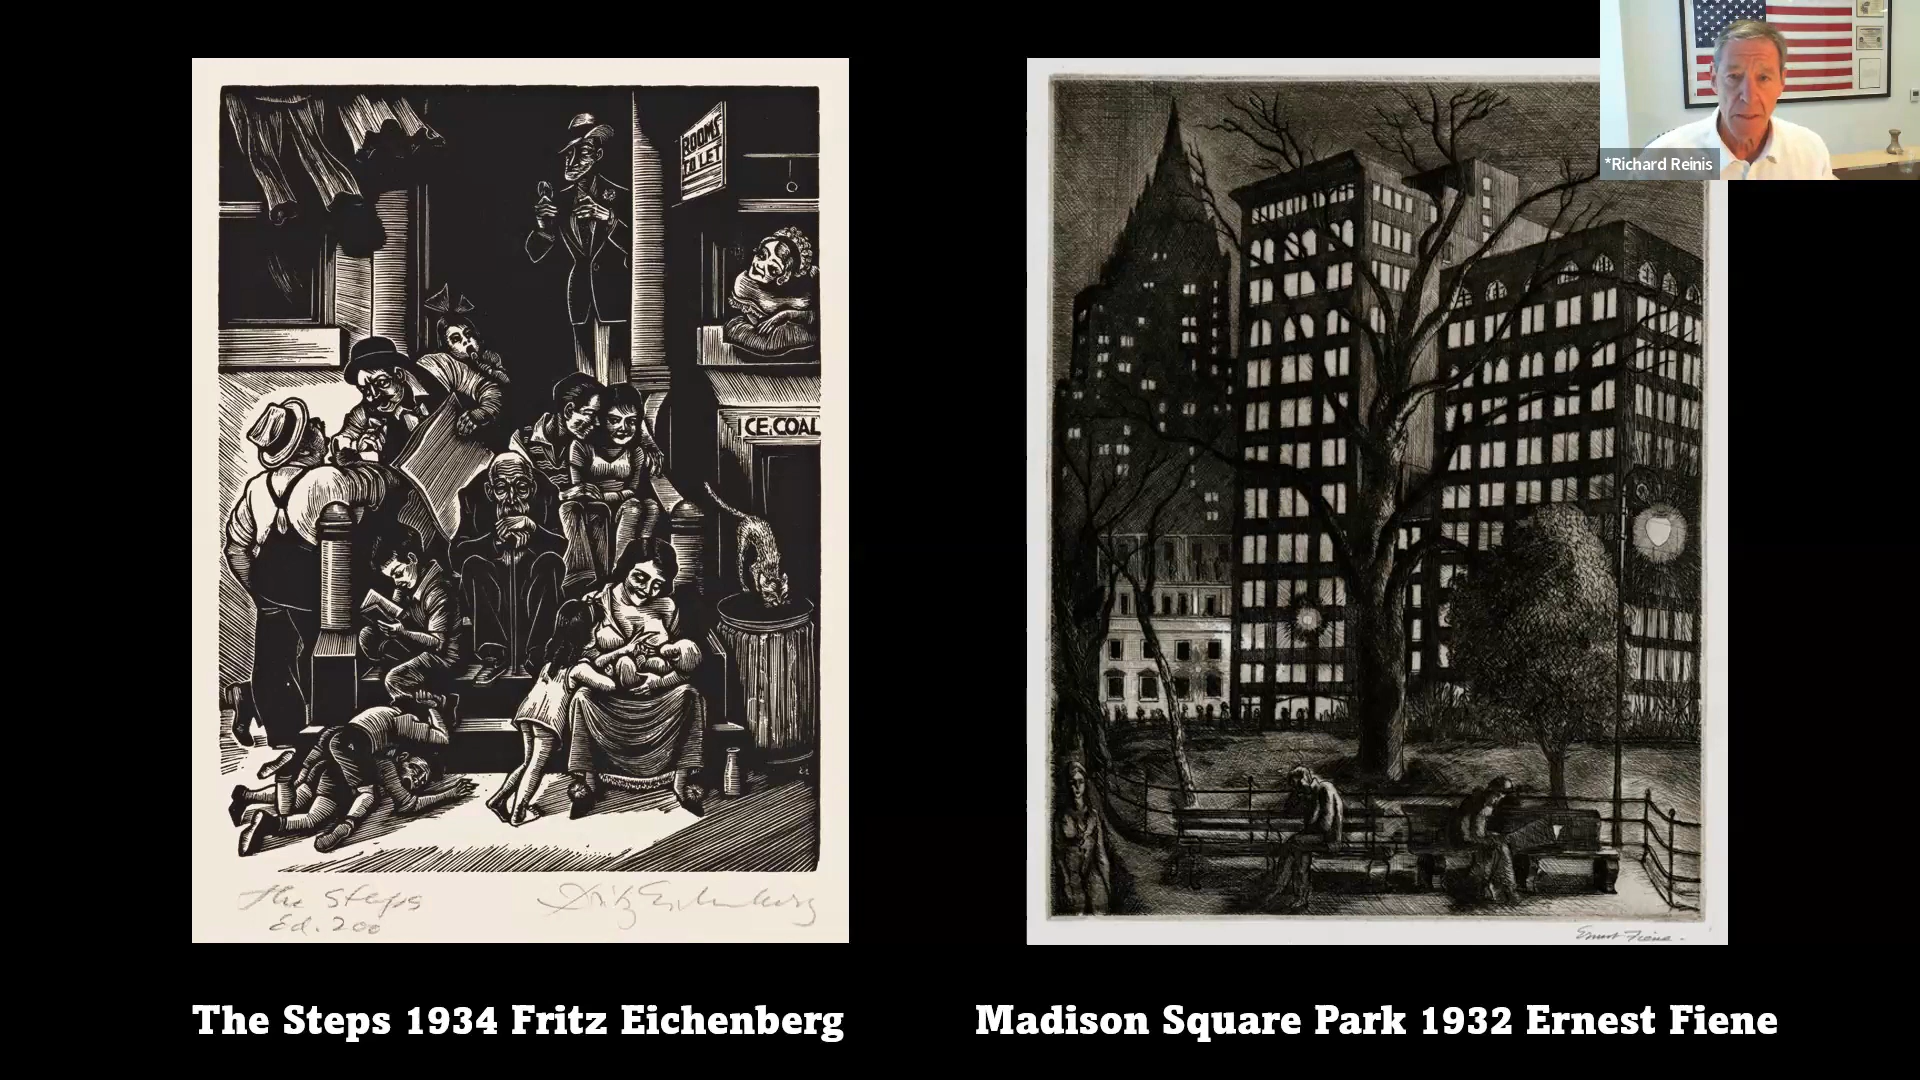 *Richard Reinis
ROOMS
TO LET
ICE, COAL
The Steps
Ed. 200
Fritz Eichenberg
Ernest Fiene -
The Steps 1934 Fritz Eichenberg
Madison Square Park 1932 Ernest Fiene